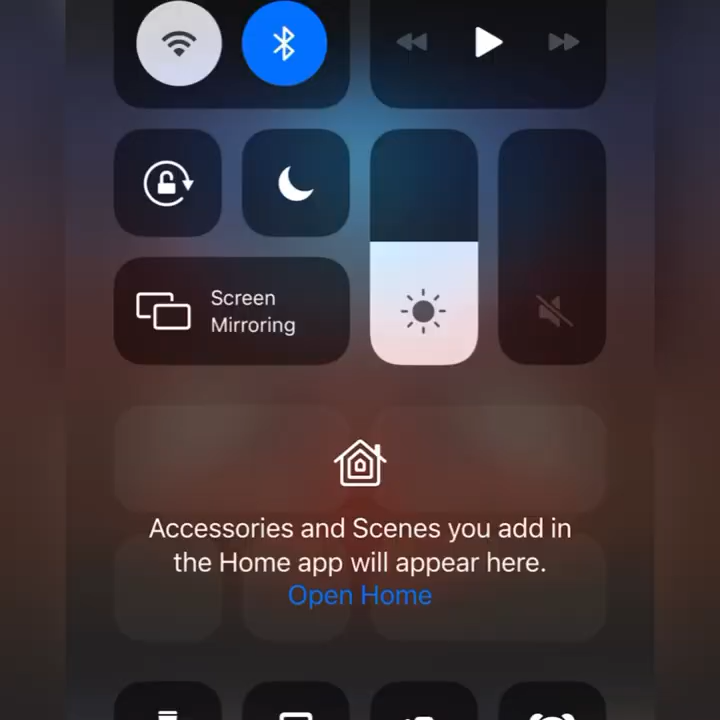 Screen
Mirroring
Accessories and Scenes you add in
the Home app will appear here.
Open Home